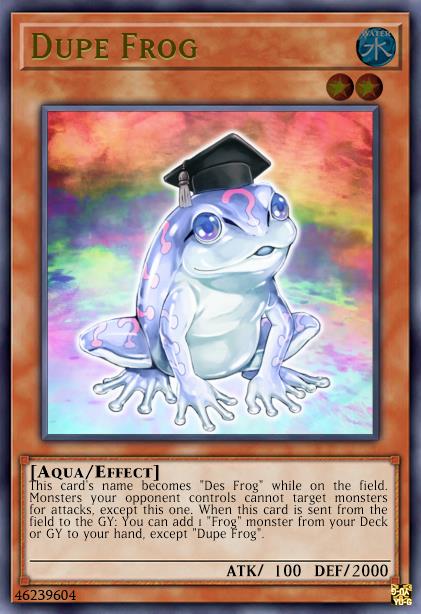 DUPE FROG
WATER
水
[AQUA/EFFECT]
This card's name becomes "Des Frog" while on the field.
Monsters your opponent controls cannot target monsters
for attacks, except this one. When this card is sent from the
field to the GY: You can add 1 "Frog" monster from your Deck
or GY to your hand, except "Dupe Frog".
ATK/ 100 DEF/2000
46239604